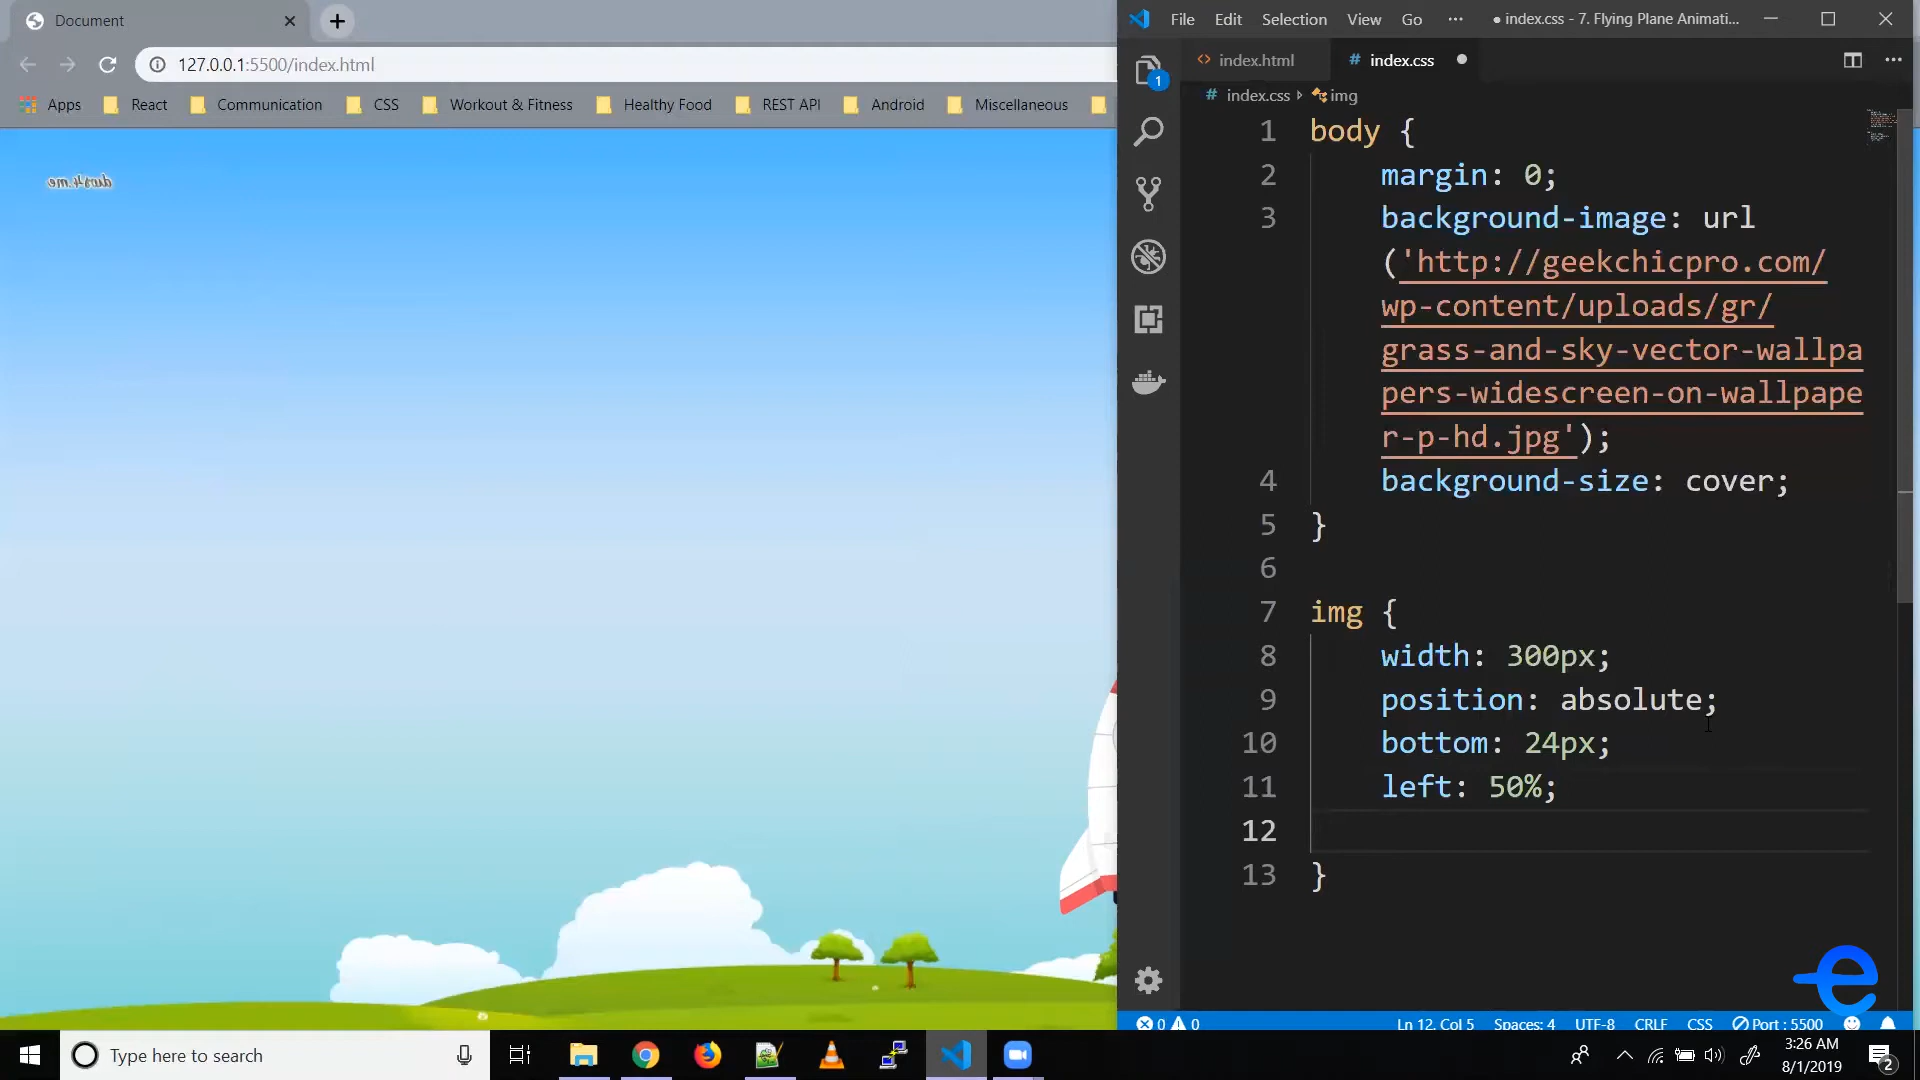 Document
127.0.0.1:5500/index.html
Apps React Communication CSS Workout & Fitness Healthy Food REST API Android Miscellaneous
File Edit Selection View Go ··· ● index.css - 7. Flying Plane Animati...
index.html # index.css
1
# index.css › img
1 body {
2 margin: 0;
3 background-image: url
('http://geekchicpro.com/
wp-content/uploads/gr/
grass-and-sky-vector-wallpa
pers-widescreen-on-wallpape
r-p-hd.jpg');
4 background-size: cover;
5 }
6
7 img {
8 width: 300px;
9 position: absolute;
10 bottom: 24px;
11 left: 50%;
12
13 }
0 0 Ln 12, Col 5 Spaces: 4 UTF-8 CRLF CSS Port : 5500
Type here to search
3:26 AM
8/1/2019
2